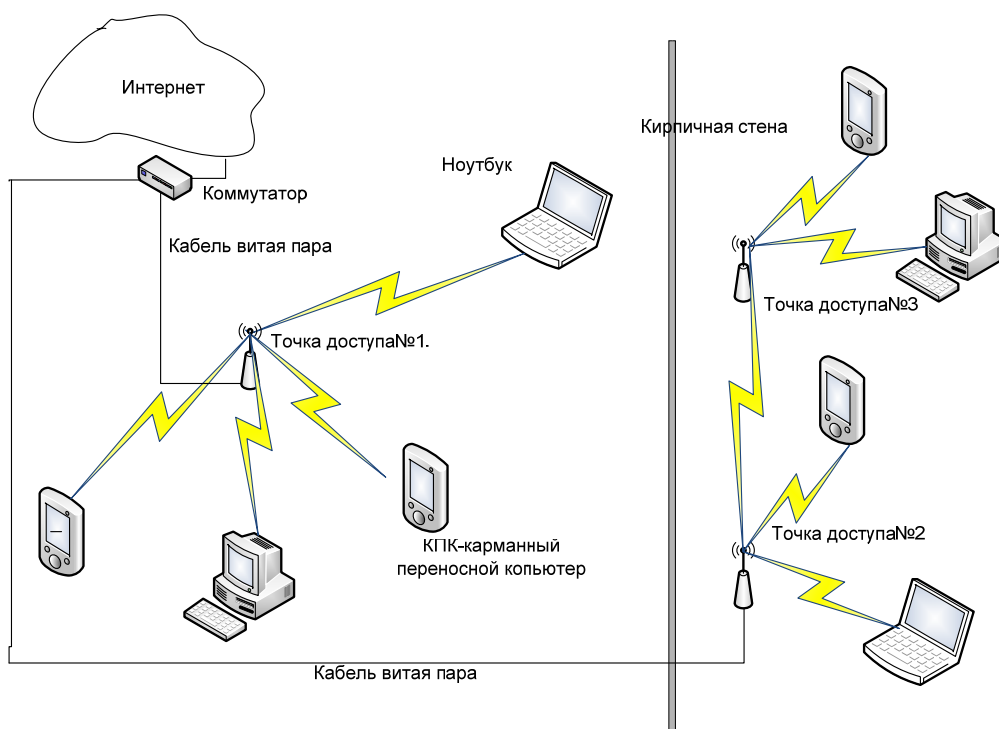 Интернет
Кирпичная стена
Ноутбук
Коммутатор
Кабель витая пара
Точка доступа№3
Точка доступа№1.
Точка доступа№2
КПК-карманный
переносной копьютер
Кабель витая пара